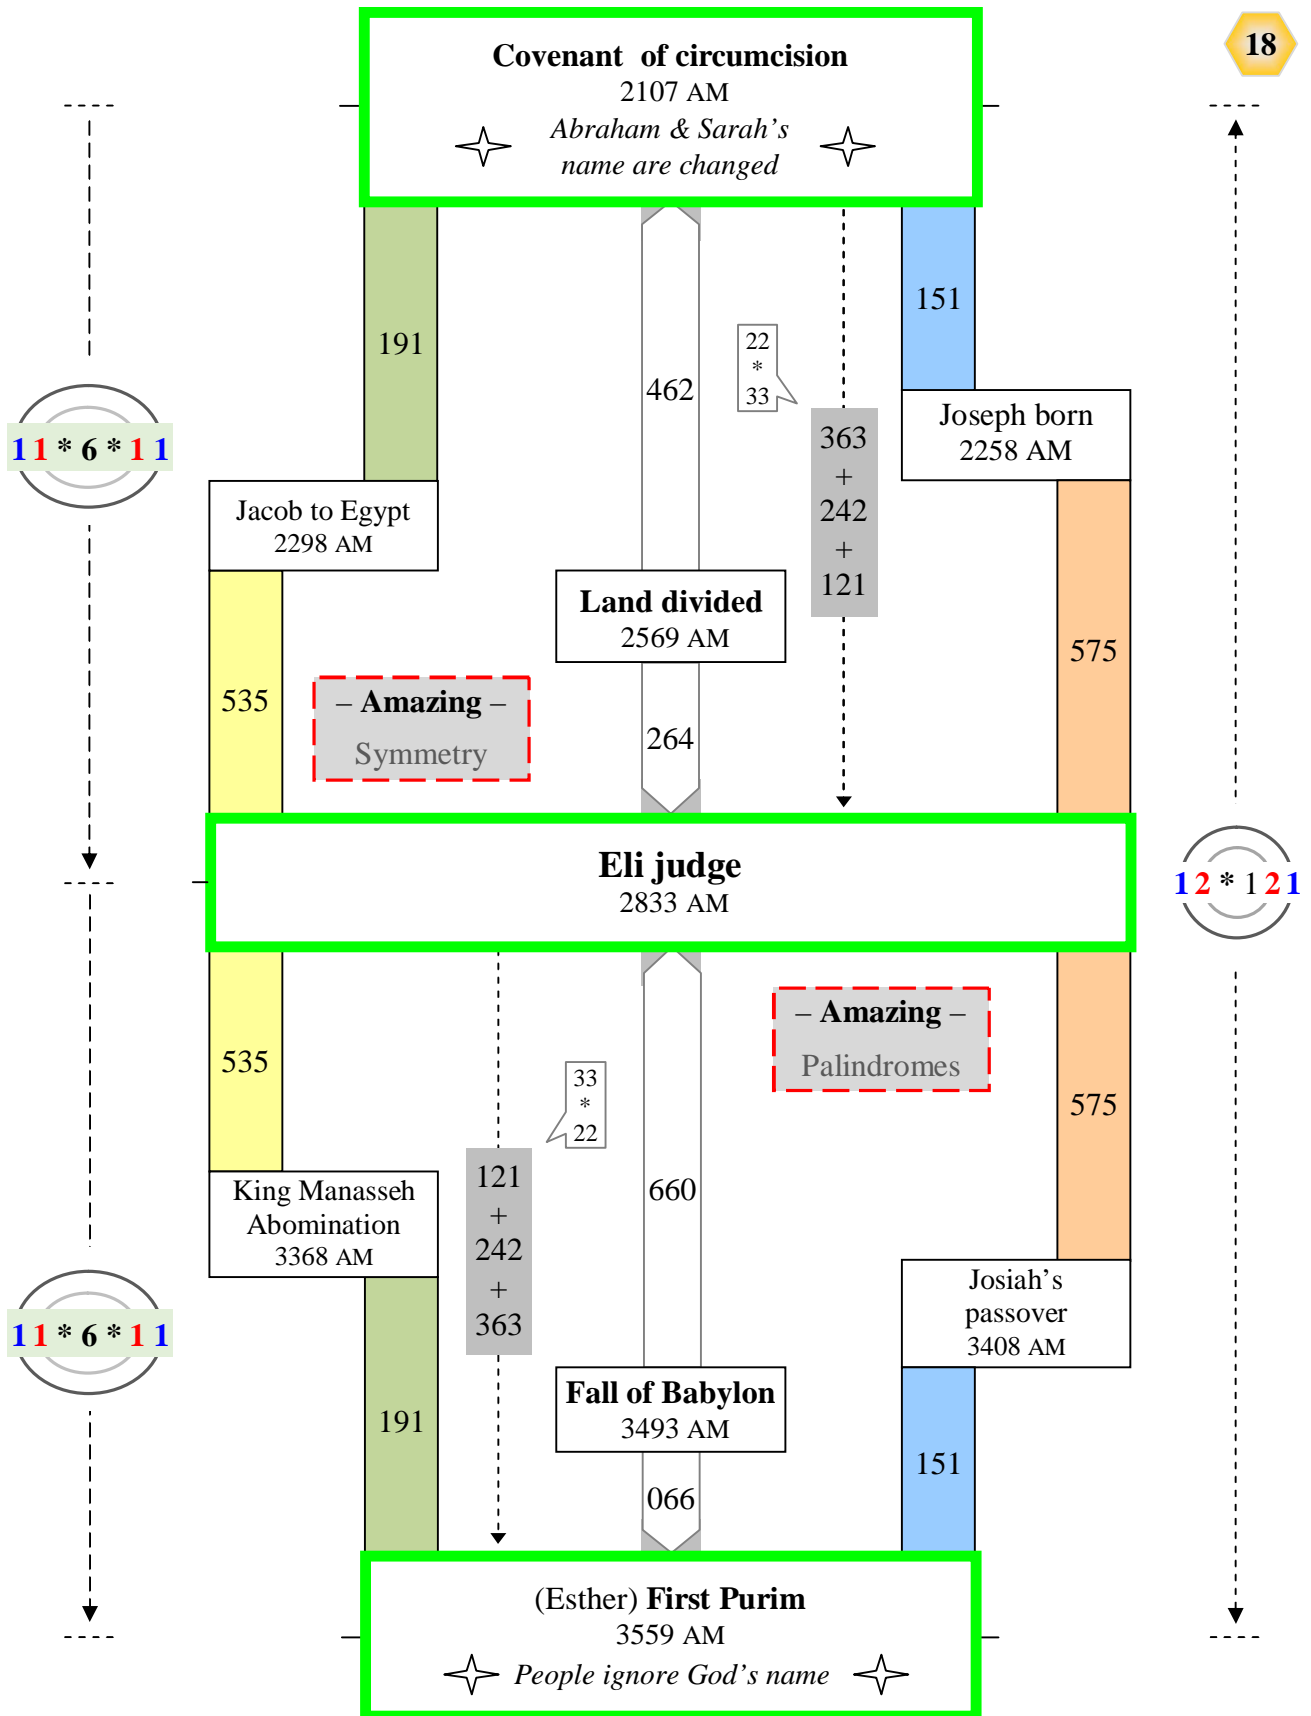 18
Covenant of circumcision
2107 AM
Abraham & Sarah's
name are changed
151
191
22
*
33
462
363
+
242
+
121
Joseph born
2258 AM
11 * 6 * 11
Jacob to Egypt
2298 AM
Land divided
2569 AM
575
535
– Amazing –
Symmetry
264
Eli judge
2833 AM
12 * 121
– Amazing –
Palindromes
535
33
*
22
575
121
+
242
+
363
660
King Manasseh
Abomination
3368 AM
Josiah's
passover
3408 AM
11 * 6 * 11
Fall of Babylon
3493 AM
191
151
066
(Esther) First Purim
3559 AM
People ignore God's name